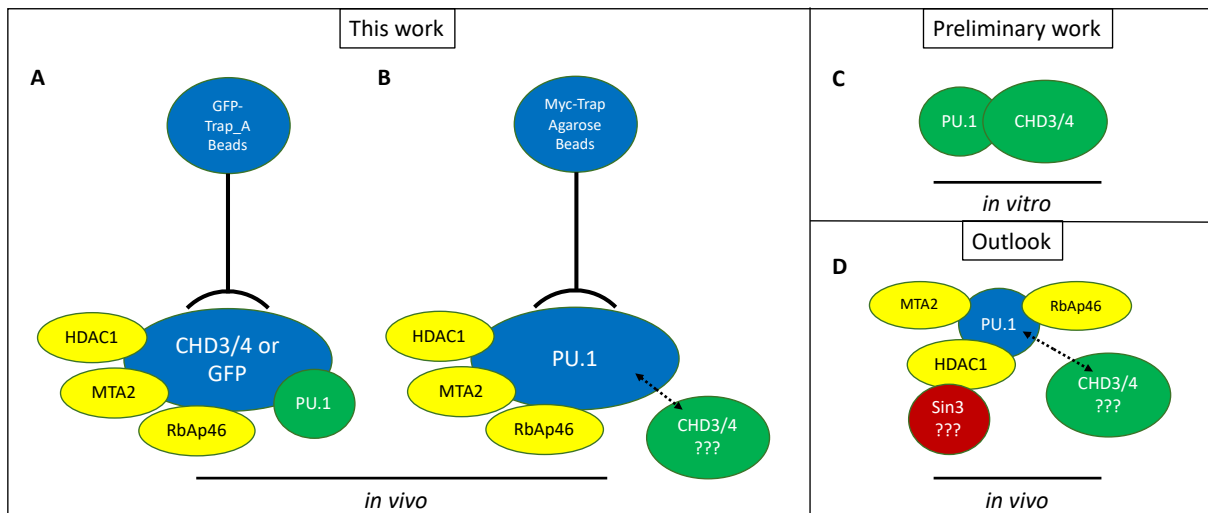 This work
A
GFP-
Trap_A
Beads
HDAC1
MTA2
RbAp46
CHD3/4 or
GFP
PU.1
B
Myc-Trap
Agarose
Beads
HDAC1
MTA2
RbAp46
PU.1
CHD3/4
???
in vivo
Preliminary work
C
PU.1
CHD3/4
in vitro
Outlook
D
MTA2
PU.1
RbAp46
HDAC1
Sin3
???
CHD3/4
???
in vivo